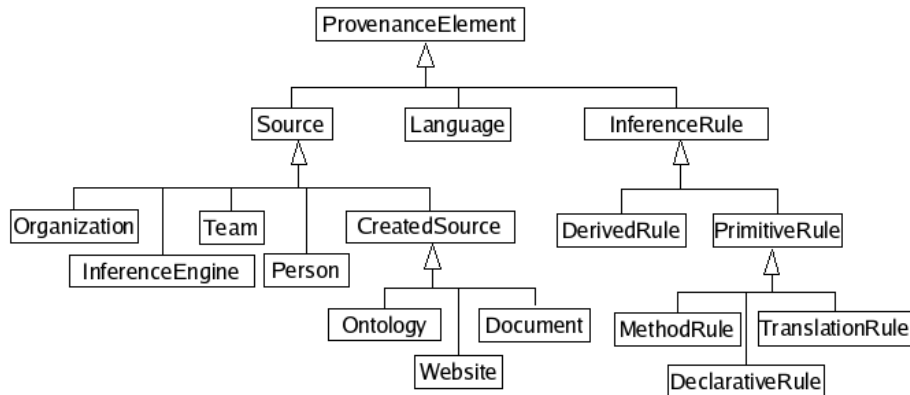 ProvenanceElement
Source
Language
InferenceRule
Organization
Team
CreatedSource
DerivedRule
PrimitiveRule
InferenceEngine
Person
Ontology
Document
MethodRule
TranslationRule
Website
DeclarativeRule